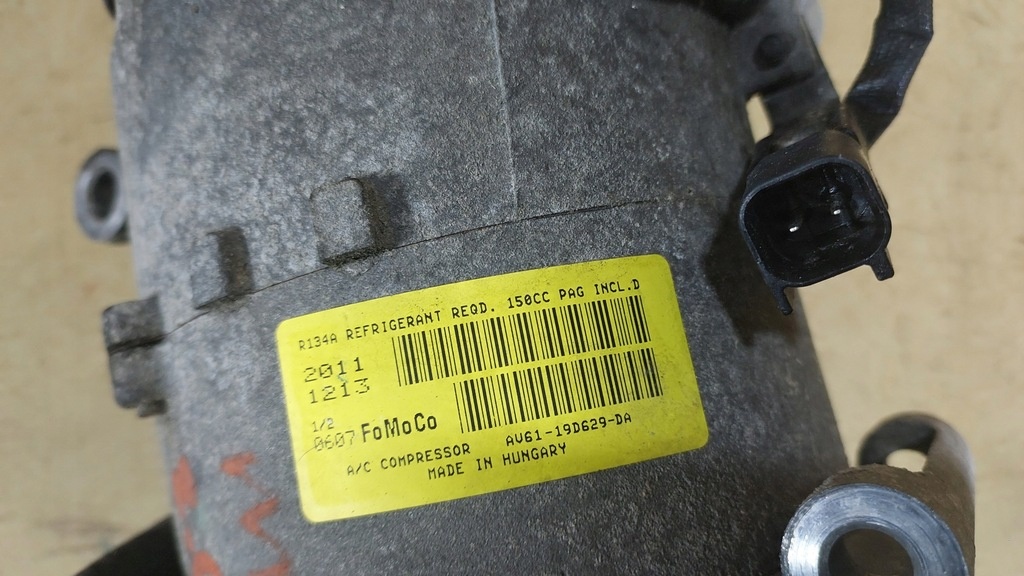 R134A REFRIGERANT REQD. 150CC PAG INCL.D
2011
1213
1/2
0607 FoMoCo
A/C COMPRESSOR AV61-19D629-DA
MADE IN HUNGARY